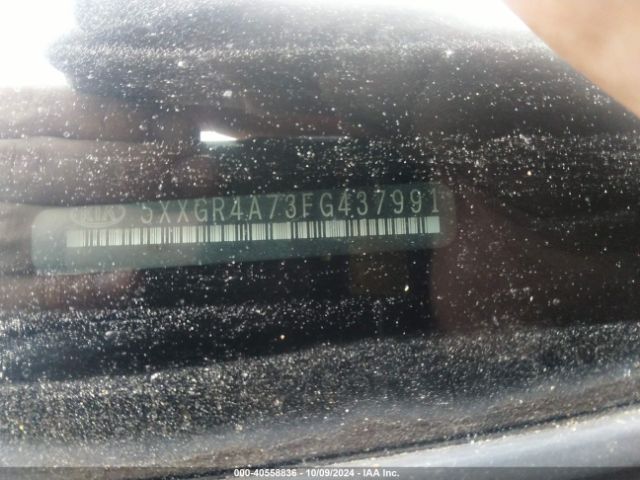 KIA 5XXGR4A73FG437991
000-40558836 - 10/09/2024 - IAA Inc.